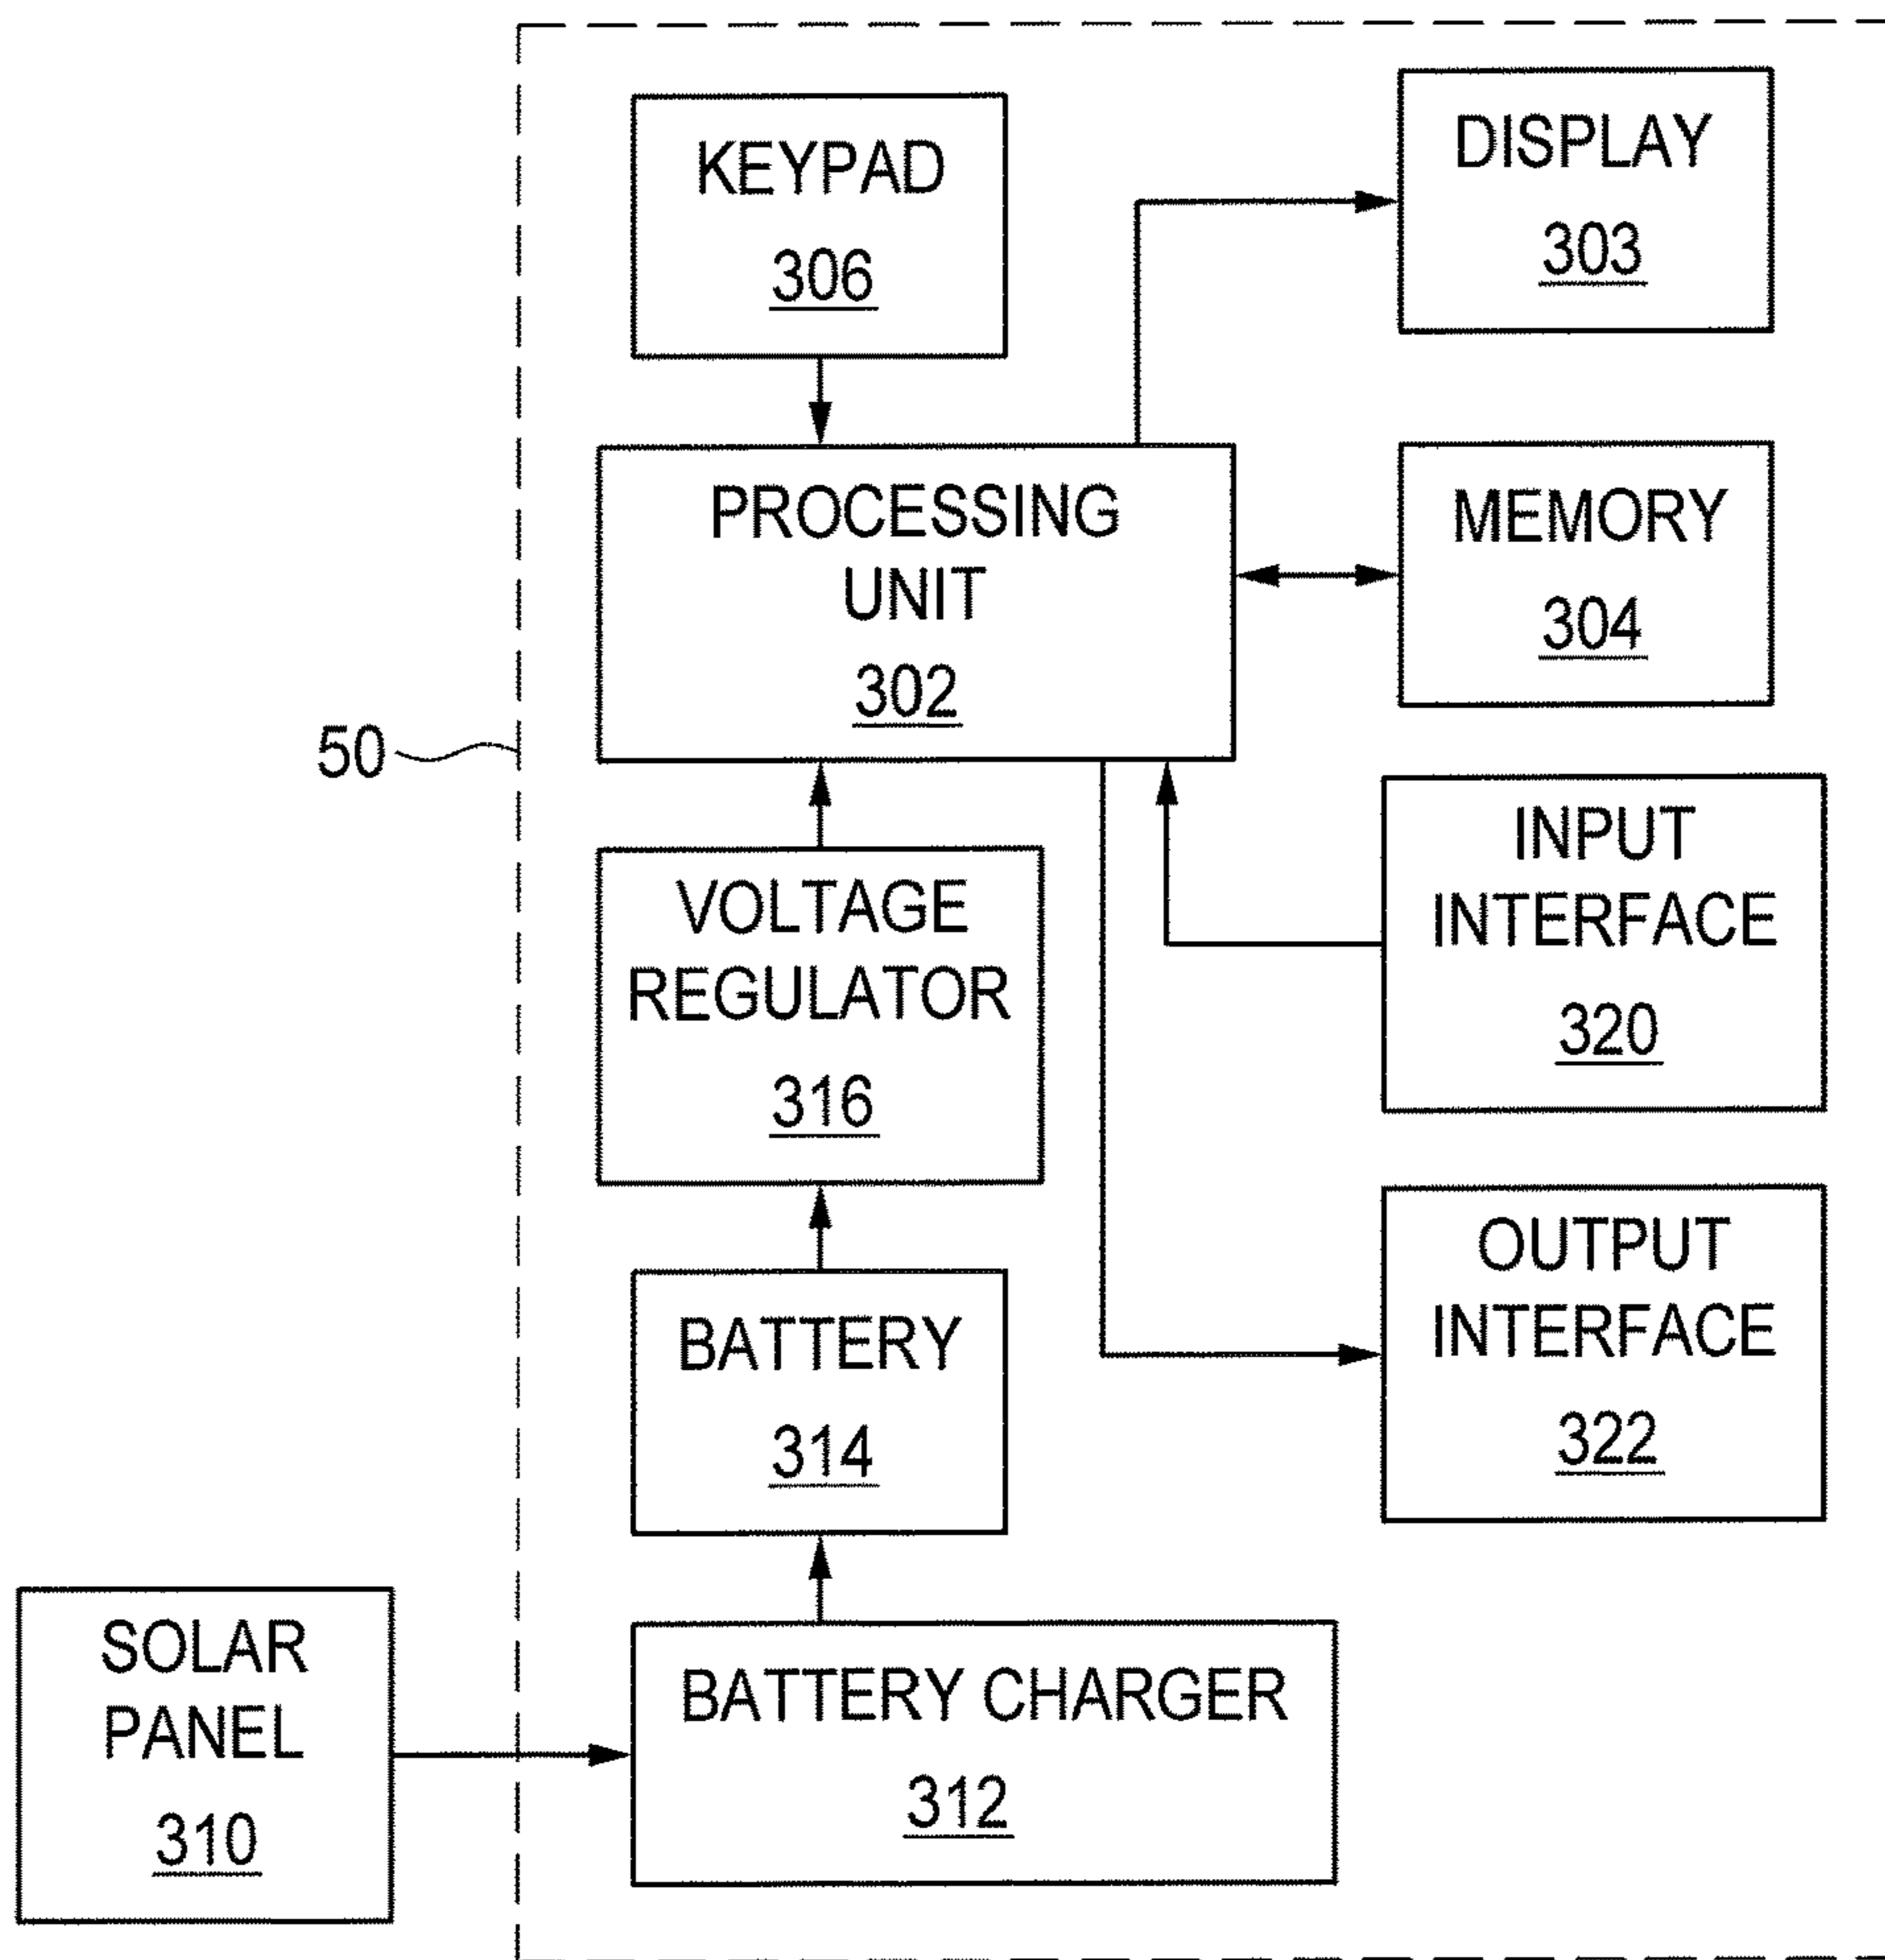 KEYPAD
306
DISPLAY
303
PROCESSING
UNIT
302
MEMORY
304
50
VOLTAGE
REGULATOR
316
INPUT
INTERFACE
320
BATTERY
314
OUTPUT
INTERFACE
322
SOLAR
PANEL
310
BATTERY CHARGER
312